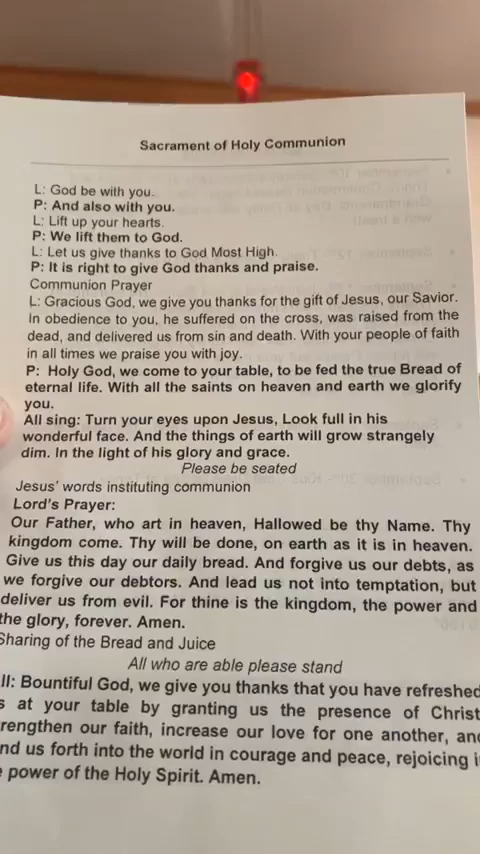 Sacrament of Holy Communion
L: God be with you.
P: And also with you.
L: Lift up your hearts.
P: We lift them to God.
L: Let us give thanks to God Most High.
P: It is right to give God thanks and praise.
Communion Prayer
L: Gracious God, we give you thanks for the gift of Jesus, our Savior.
In obedience to you, he suffered on the cross, was raised from the
dead, and delivered us from sin and death. With your people of faith
in all times we praise you with joy.
P: Holy God, we come to your table, to be fed the true Bread of
eternal life. With all the saints on heaven and earth we glorify
you.
All sing: Turn your eyes upon Jesus, Look full in his
wonderful face. And the things of earth will grow strangely
dim. In the light of his glory and grace.
Please be seated
Jesus' words instituting communion
Lord's Prayer:
Our Father, who art in heaven, Hallowed be thy Name. Thy
kingdom come. Thy will be done, on earth as it is in heaven.
Give us this day our daily bread. And forgive us our debts, as
we forgive our debtors. And lead us not into temptation, but
deliver us from evil. For thine is the kingdom, the power and
the glory, forever. Amen.
Sharing of the Bread and Juice
All who are able please stand
ll: Bountiful God, we give you thanks that you have refreshed
s at your table by granting us the presence of Christ
rengthen our faith, increase our love for one another, and
nd us forth into the world in courage and peace, rejoicing i
e power of the Holy Spirit. Amen.